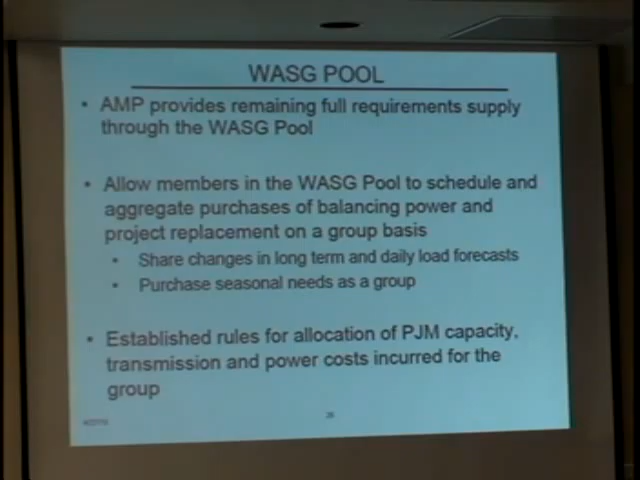 WASG POOL
• AMP provides remaining full requirements supply
through the WASG Pool
• Allow members in the WASG Pool to schedule and
aggregate purchases of balancing power and
project replacement on a group basis
• Share changes in long term and daily load forecasts
• Purchase seasonal needs as a group
• Established rules for allocation of PJM capacity,
transmission and power costs incurred for the
group